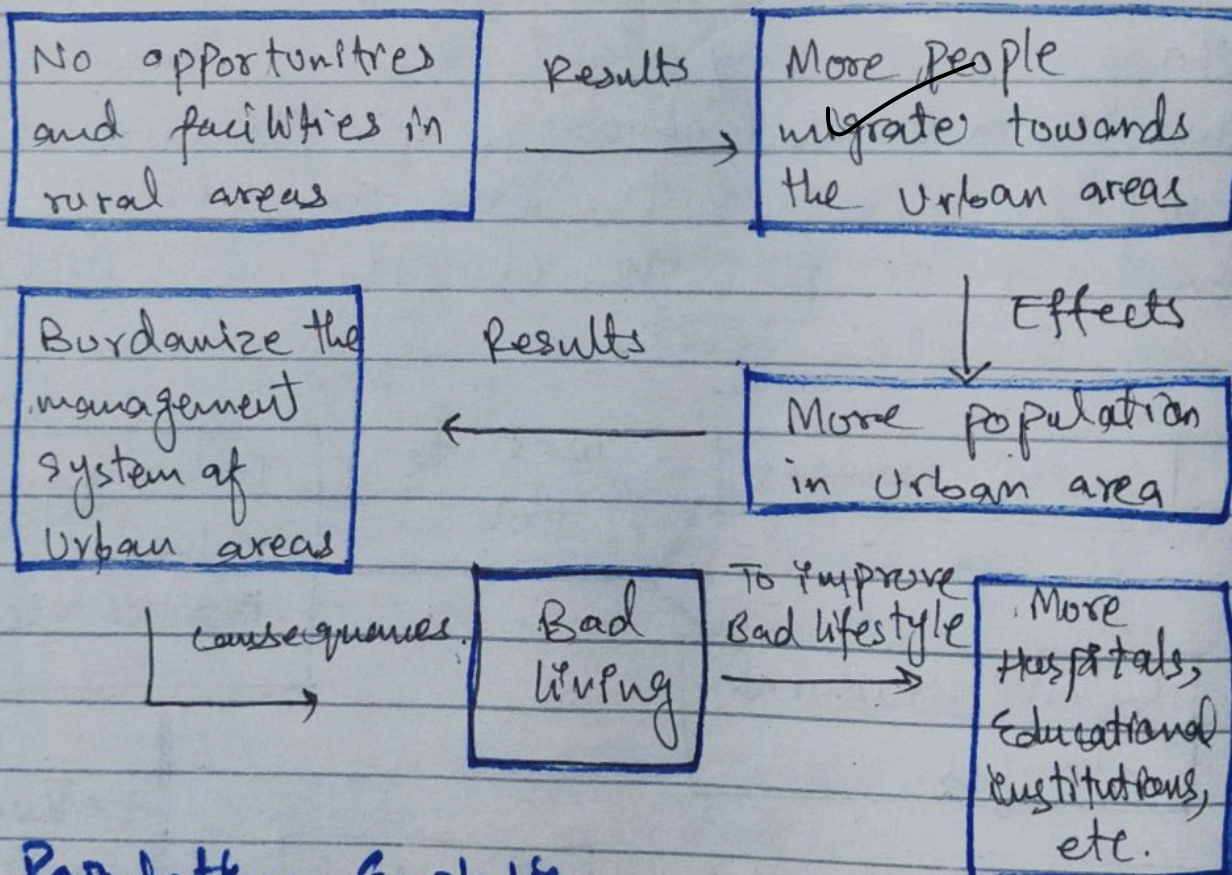 No opportunitres
and facilities in
rural areas
Results
More people
migrate towards
the Urban areas
Effects
More population
in Urban area
Results
Burdanize the
management
system of
Urban areas
consequences.
Bad
living
To improve
Bad lifestyle
More
Hospitals,
Educational
institutions,
etc.